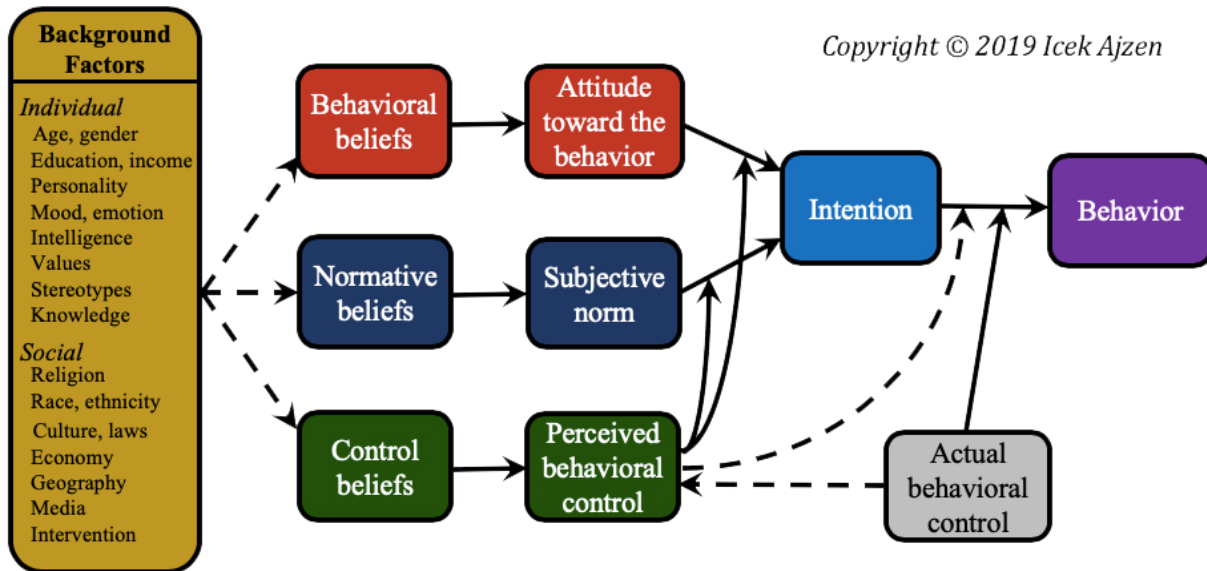 Background
Factors
Individual
Age, gender
Education, income
Personality
Mood, emotion
Intelligence
Values
Stereotypes
Knowledge
Social
Religion
Race, ethnicity
Culture, laws
Economy
Geography
Media
Intervention
Copyright © 2019 Icek Ajzen
Behavioral
beliefs
Attitude
toward the
behavior
Normative
beliefs
Subjective
norm
Control
beliefs
Perceived
behavioral
control
Intention
Behavior
Actual
behavioral
control